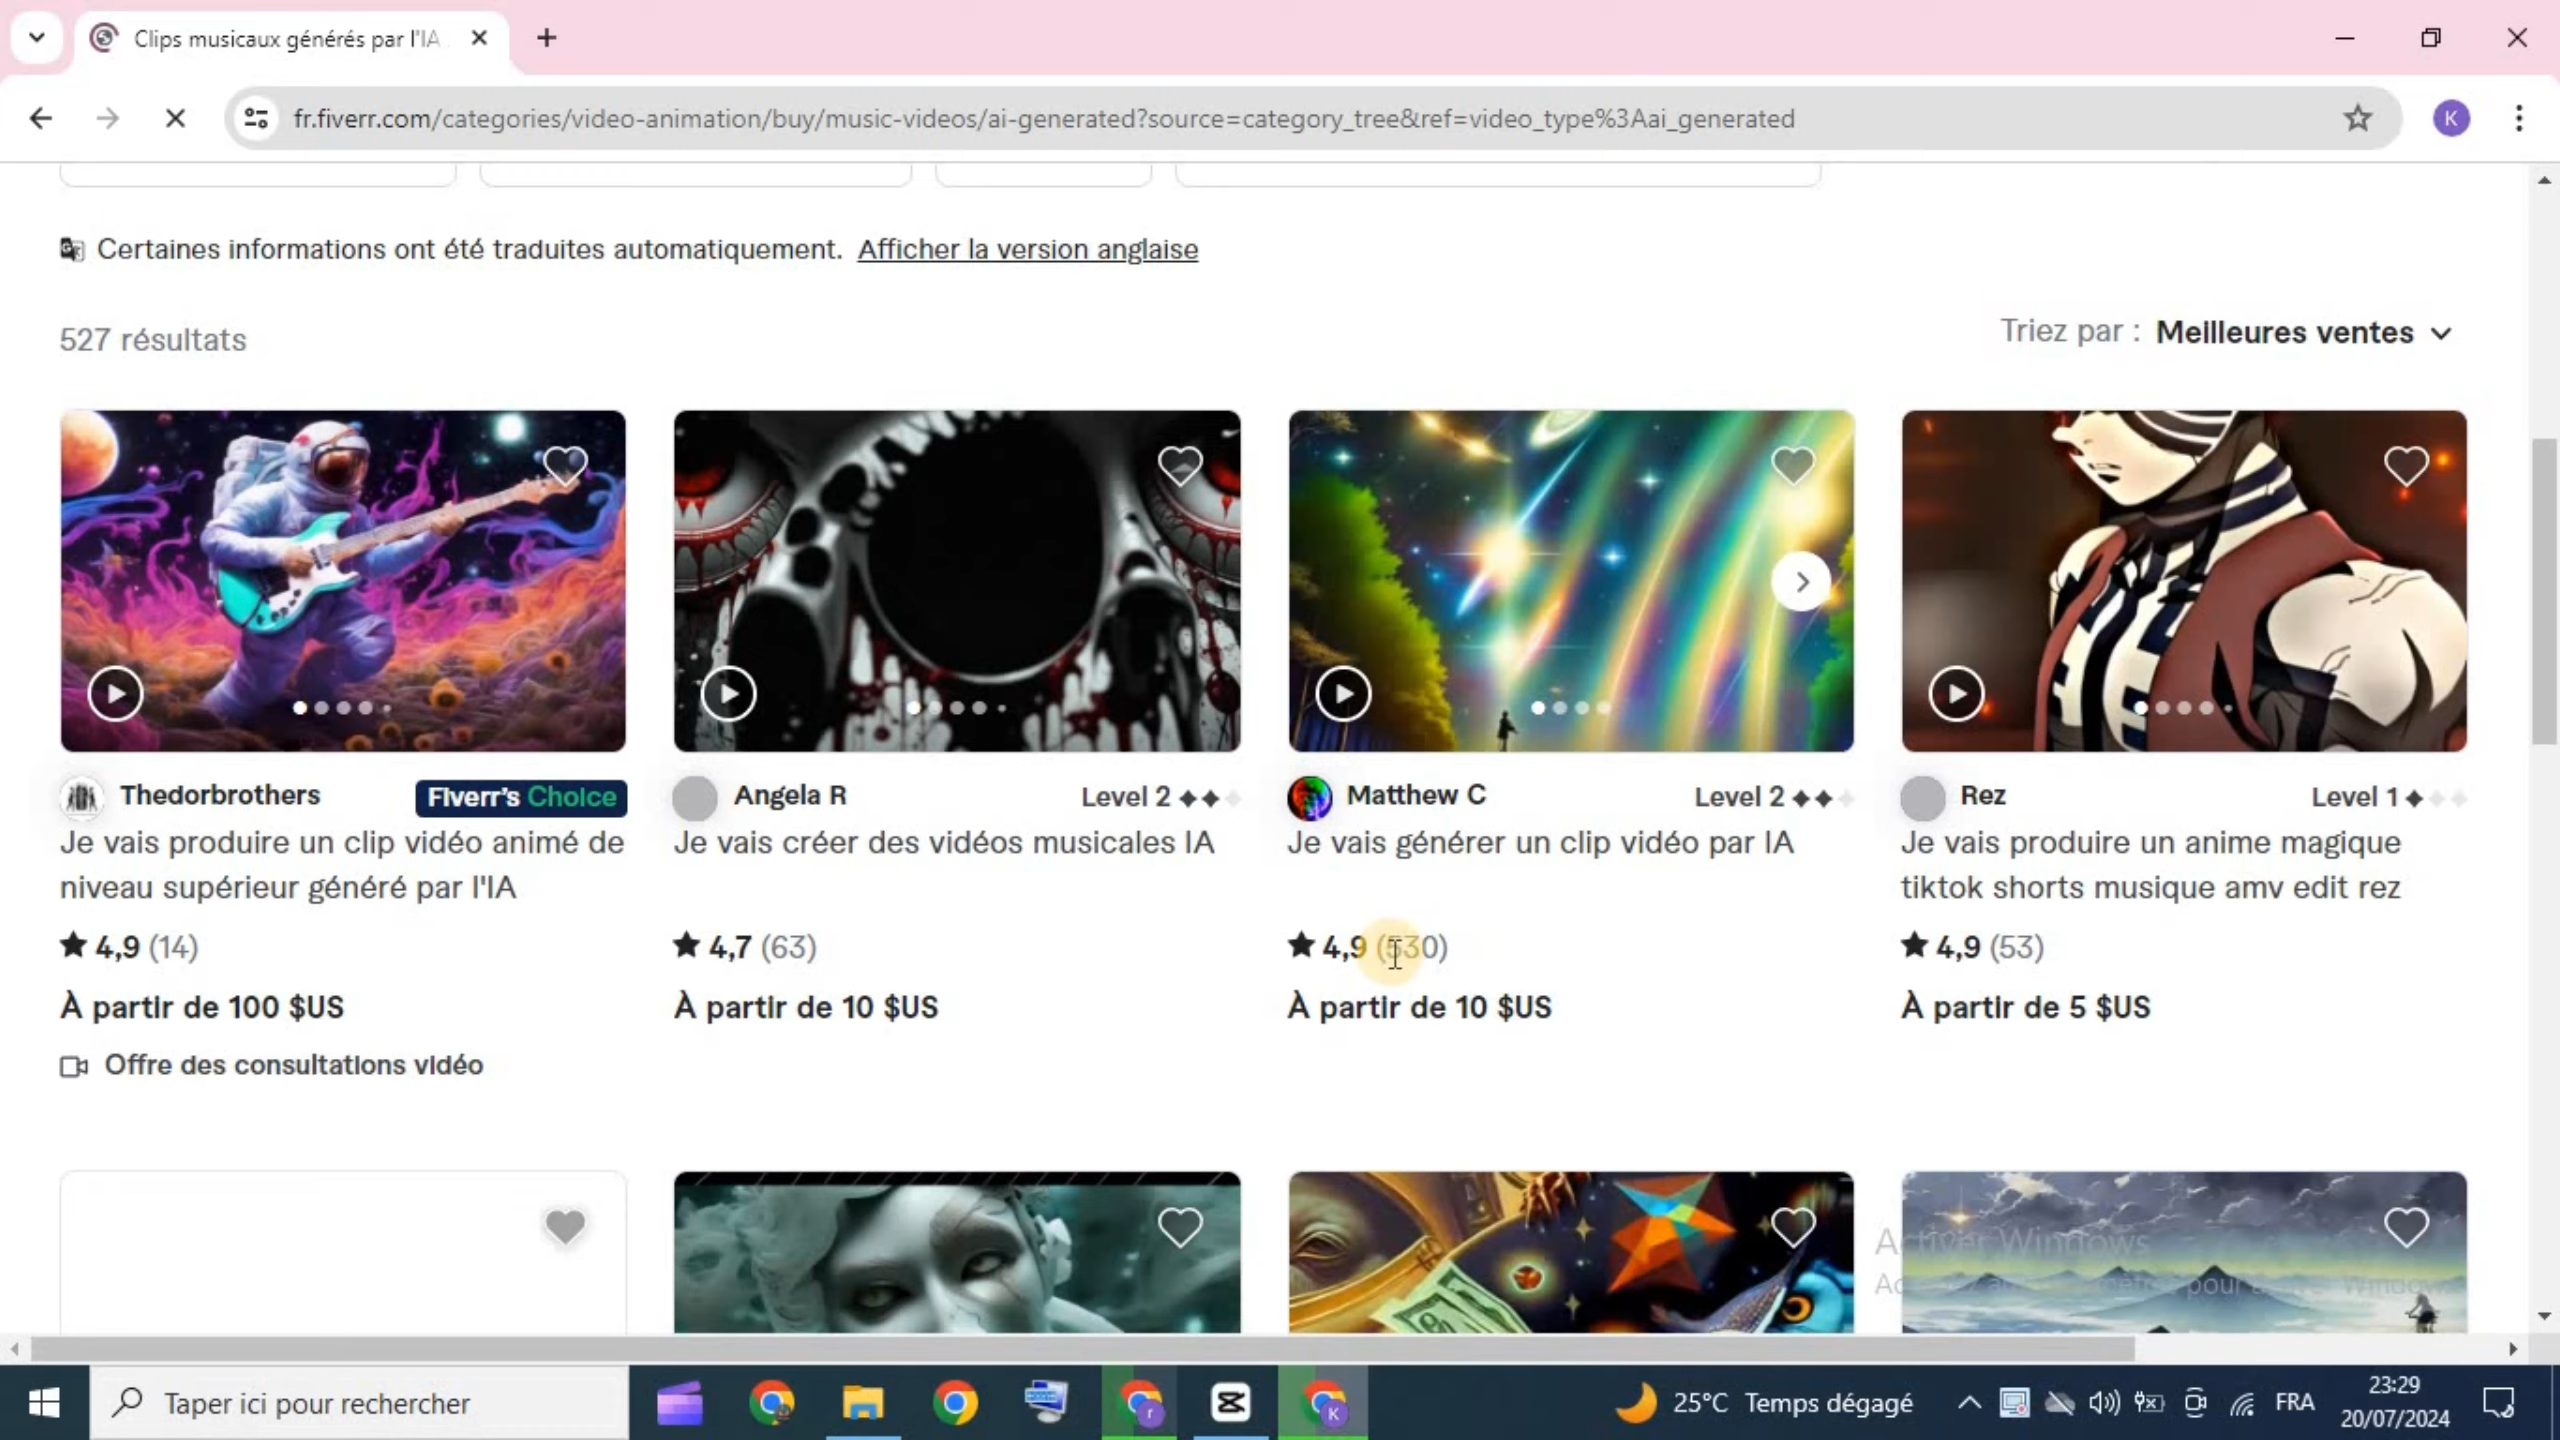 Clips musicaux générés par l'IA
fr.fiverr.com/categories/video-animation/buy/music-videos/ai-generated?source=category_tree&ref=video_type%3Aai_generated
K
Certaines informations ont été traduites automatiquement. Afficher la version anglaise
527 résultats
Triez par : Meilleures ventes
Thedorbrothers Fiverr's Choice
Je vais produire un clip vidéo animé de
niveau supérieur généré par l'IA
4,9 (14)
À partir de 100 $US
Offre des consultations vidéo
Angela R Level 2
Je vais créer des vidéos musicales IA
4,7 (63)
À partir de 10 $US
Matthew C Level 2
Je vais générer un clip vidéo par IA
4,9 (530)
À partir de 10 $US
Rez Level 1
Je vais produire un anime magique
tiktok shorts musique amv edit rez
4,9 (53)
À partir de 5 $US
Activer Windows
pour Windows
Taper ici pour rechercher
r
K
25°C Temps dégagé
FRA
23:29
20/07/2024